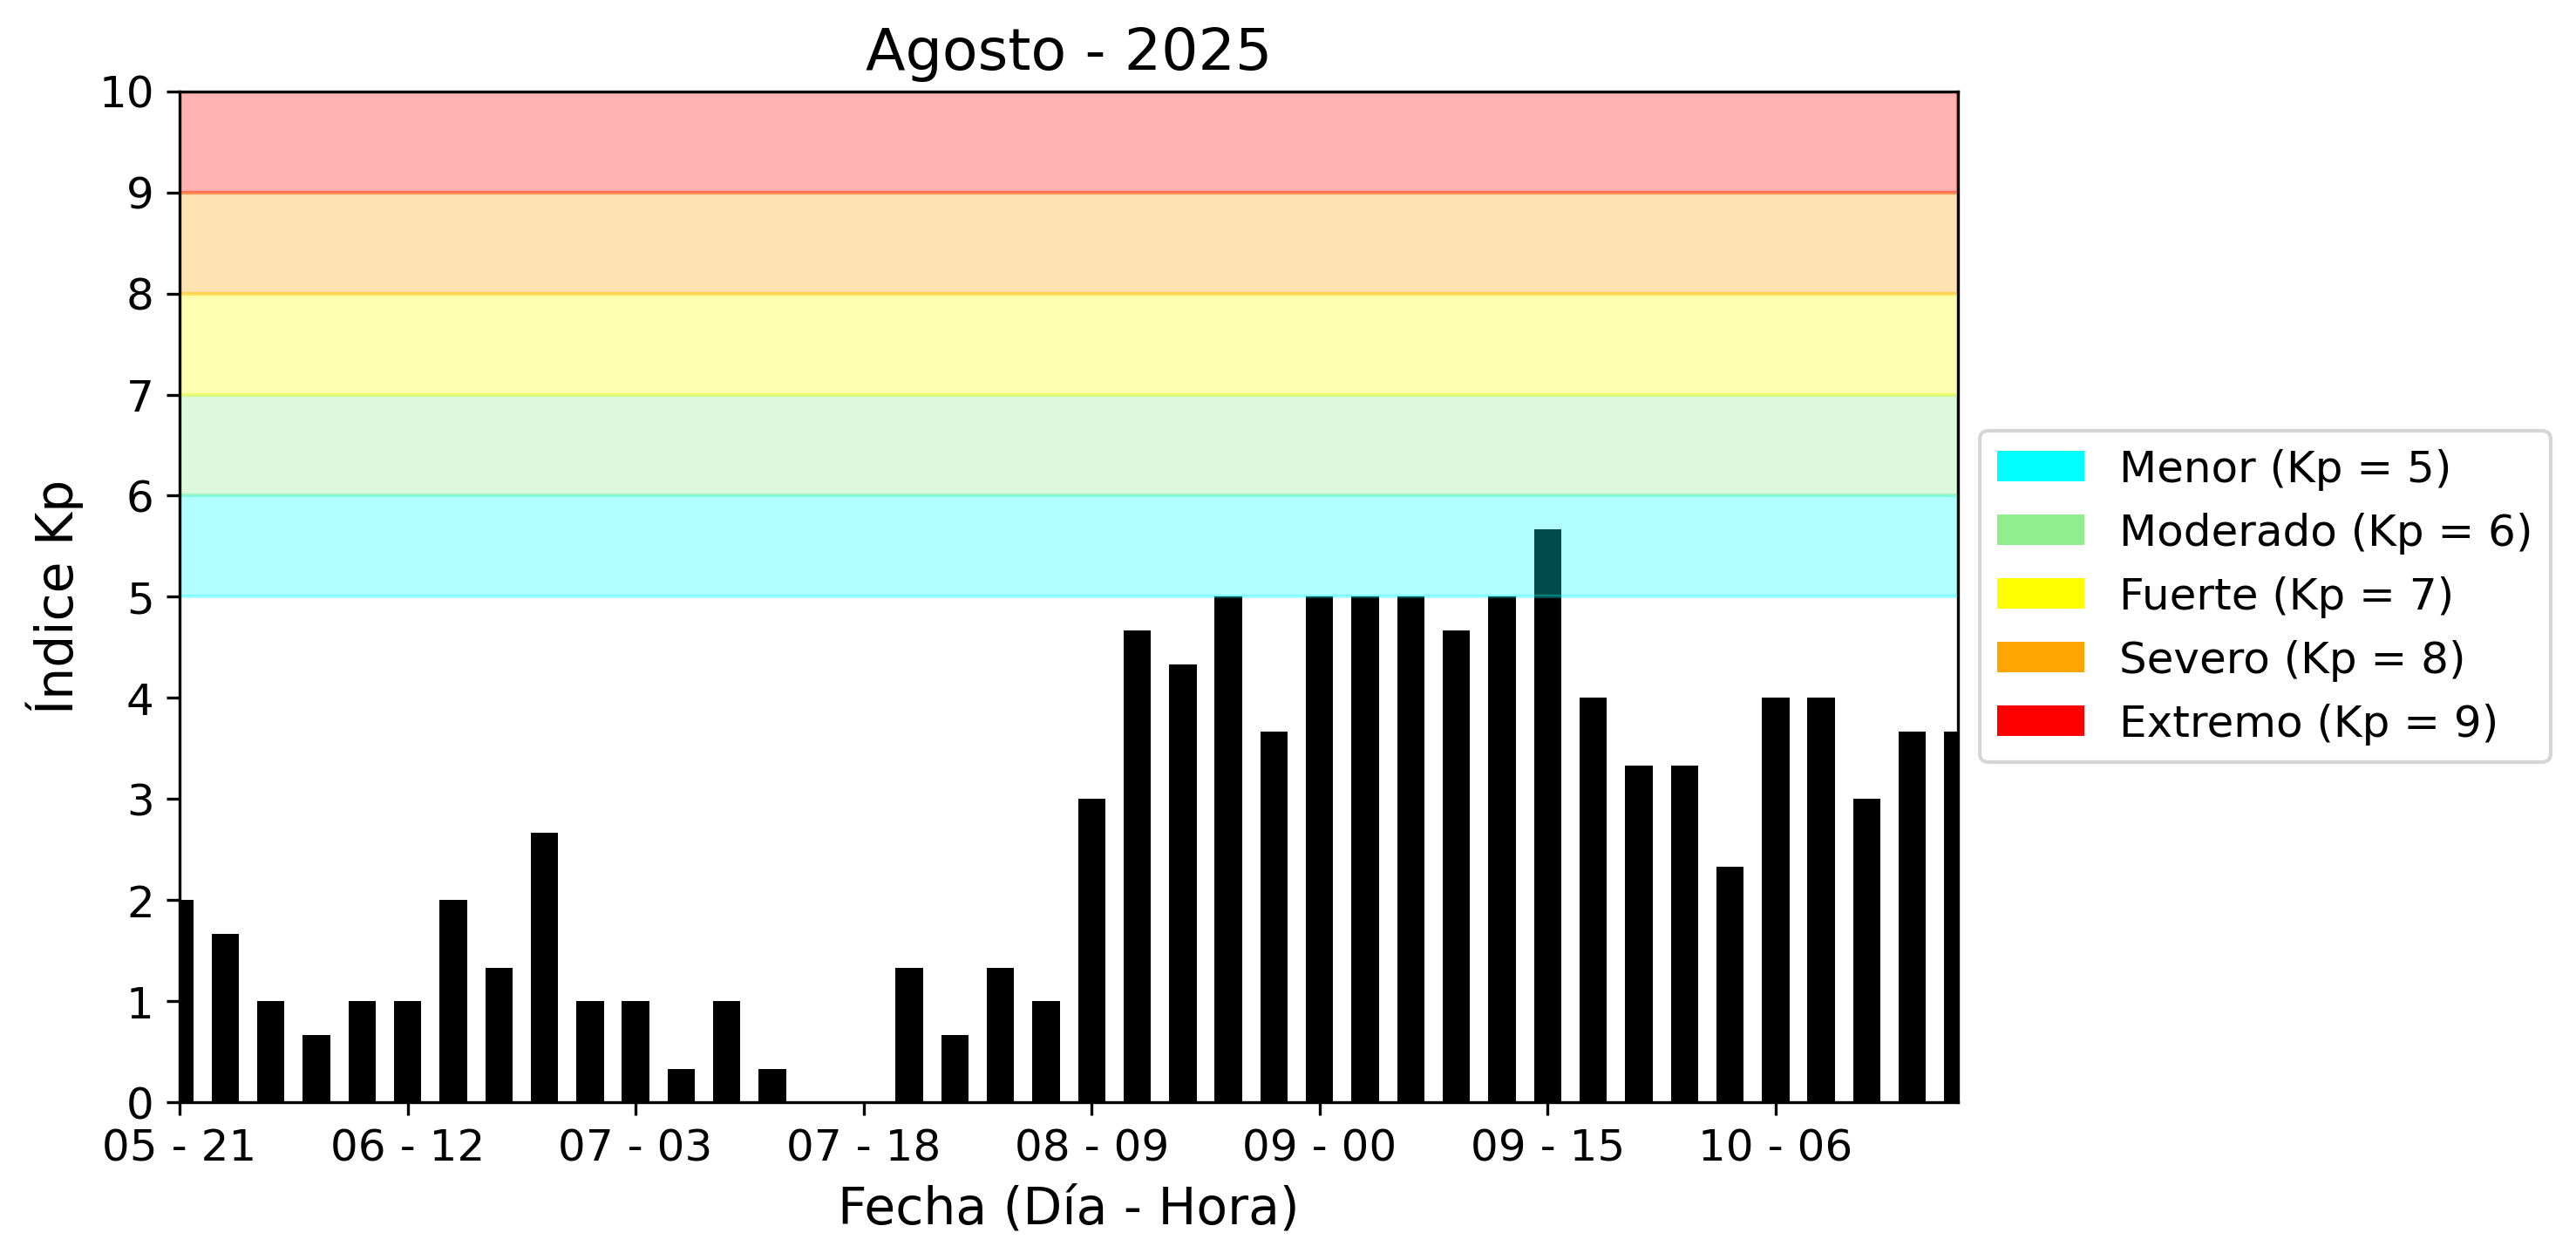 Agosto - 2025
10
9
8
7
6
5
4
3
2
1
0
Índice Kp
05 - 21
06 - 12
07 - 03
07 - 18
08 - 09
09 - 00
09 - 15
10 - 06
Fecha (Día - Hora)
Menor (Kp = 5)
Moderado (Kp = 6)
Fuerte (Kp = 7)
Severo (Kp = 8)
Extremo (Kp = 9)